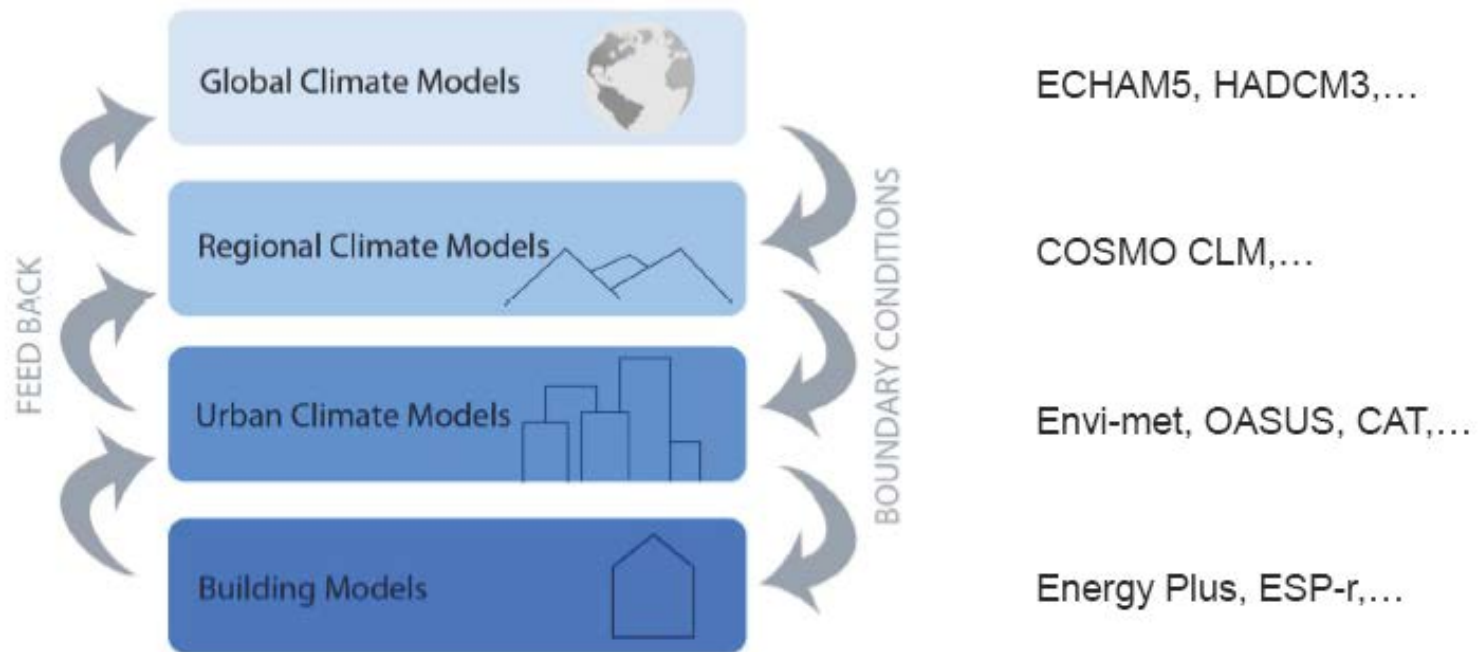 Global Climate Models
ECHAM5, HADCM3,…
Regional Climate Models
COSMO CLM,…
Urban Climate Models
Envi-met, OASUS, CAT,…
Building Models
Energy Plus, ESP-r,…
FEED BACK
BOUNDARY CONDITIONS